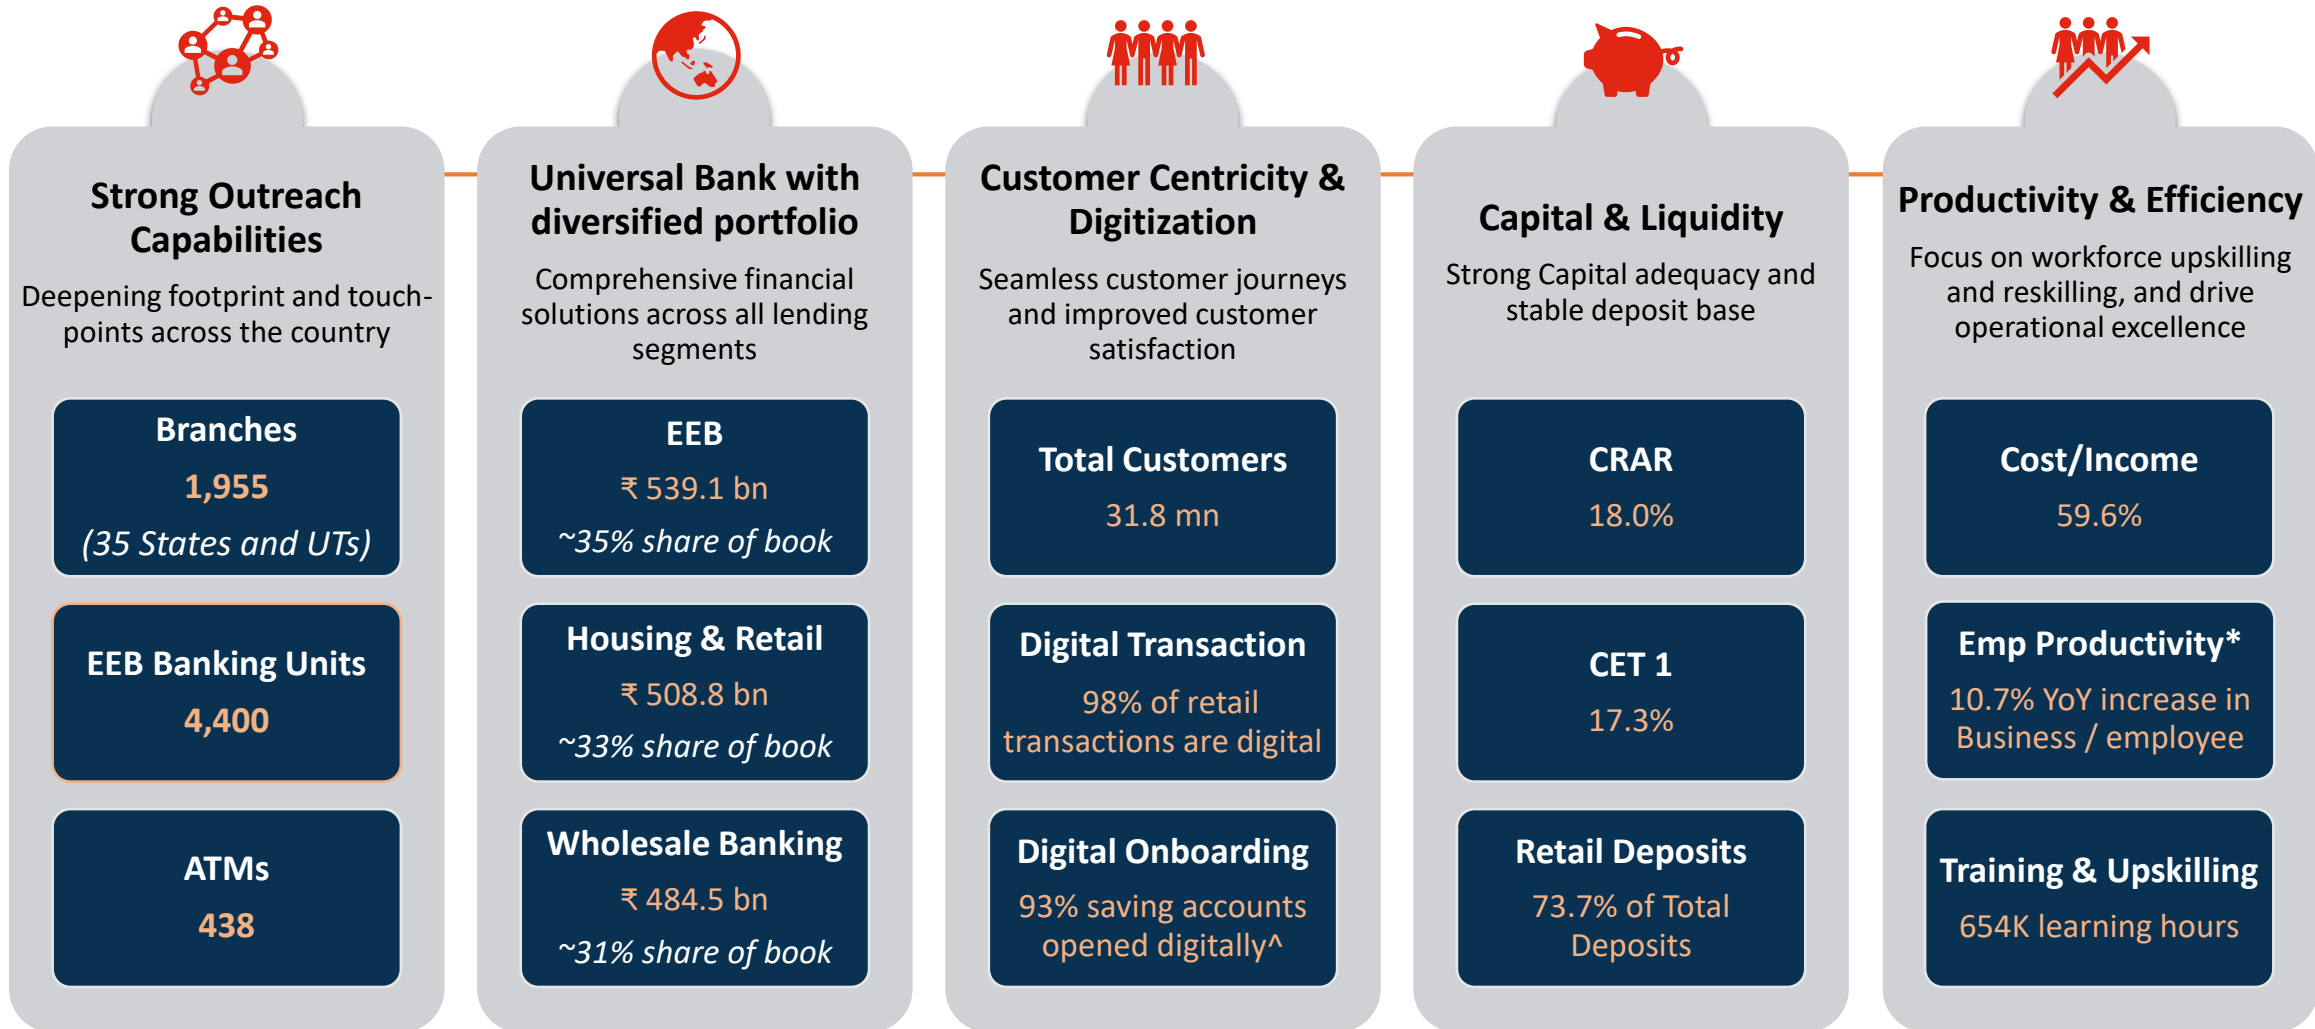 Strong Outreach
Capabilities
Deepening footprint and touch-
points across the country
Branches
1,955
(35 States and UTs)
EEB Banking Units
4,400
ATMs
438
Universal Bank with
diversified portfolio
Comprehensive financial
solutions across all lending
segments
EEB
₹ 539.1 bn
~35% share of book
Housing & Retail
₹ 508.8 bn
~33% share of book
Wholesale Banking
₹ 484.5 bn
~31% share of book
Customer Centricity &
Digitization
Seamless customer journeys
and improved customer
satisfaction
Total Customers
31.8 mn
Digital Transaction
98% of retail
transactions are digital
Digital Onboarding
93% saving accounts
opened digitally^
Capital & Liquidity
Strong Capital adequacy and
stable deposit base
CRAR
18.0%
CET 1
17.3%
Retail Deposits
73.7% of Total
Deposits
Productivity & Efficiency
Focus on workforce upskilling
and reskilling, and drive
operational excellence
Cost/Income
59.6%
Emp Productivity*
10.7% YoY increase in
Business / employee
Training & Upskilling
654K learning hours